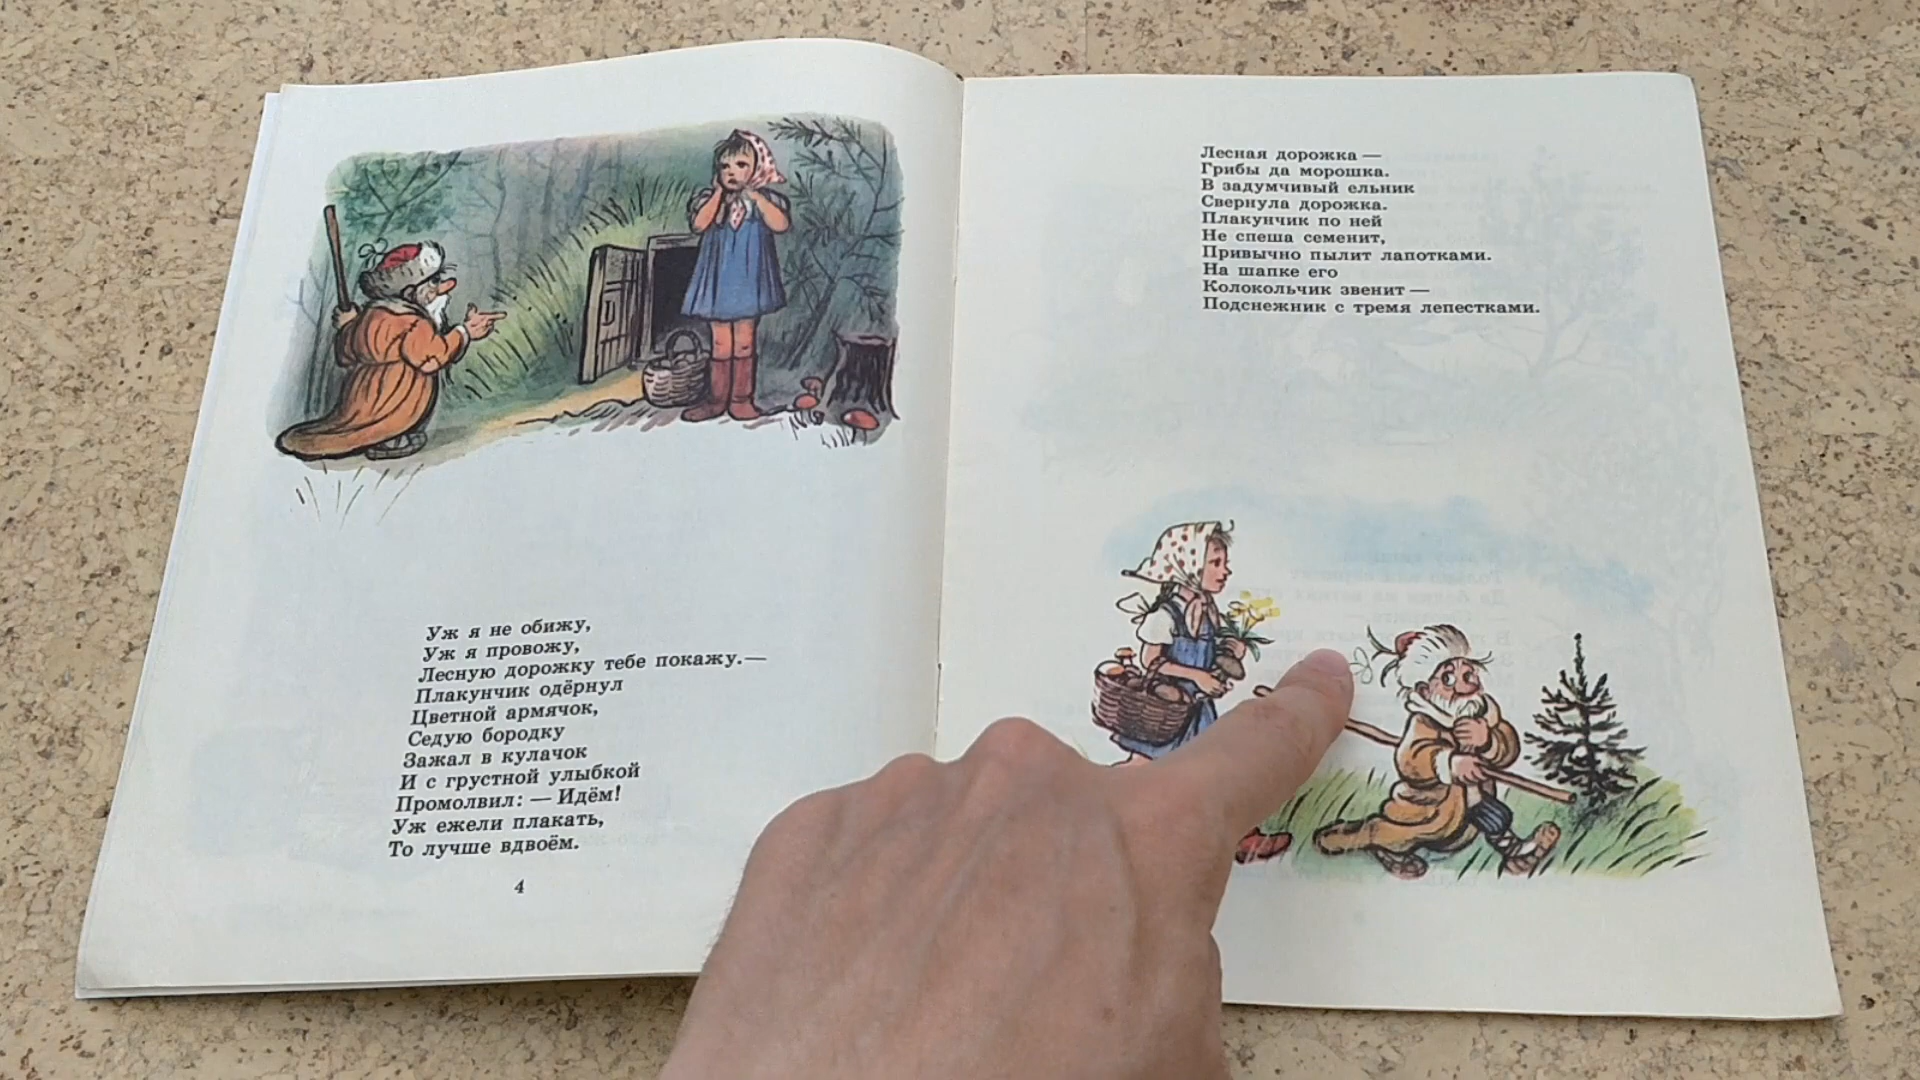 Уж я не обижу,
Уж я провожу,
Лесную дорожку тебе покажу.—
Плакунчик одёрнул
Цветной армячок,
Седую бородку
Зажал в кулачок
И с грустной улыбкой
Промолвил: — Идём!
Уж ежели плакать,
То лучше вдвоём.
4
Лесная дорожка —
Грибы да морошка.
В задумчивый ельник
Свернула дорожка.
Плакунчик по ней
Не спеша семенит,
Привычно пылит лапотками.
На шапке его
Колокольчик звенит —
Подснежник с тремя лепестками.